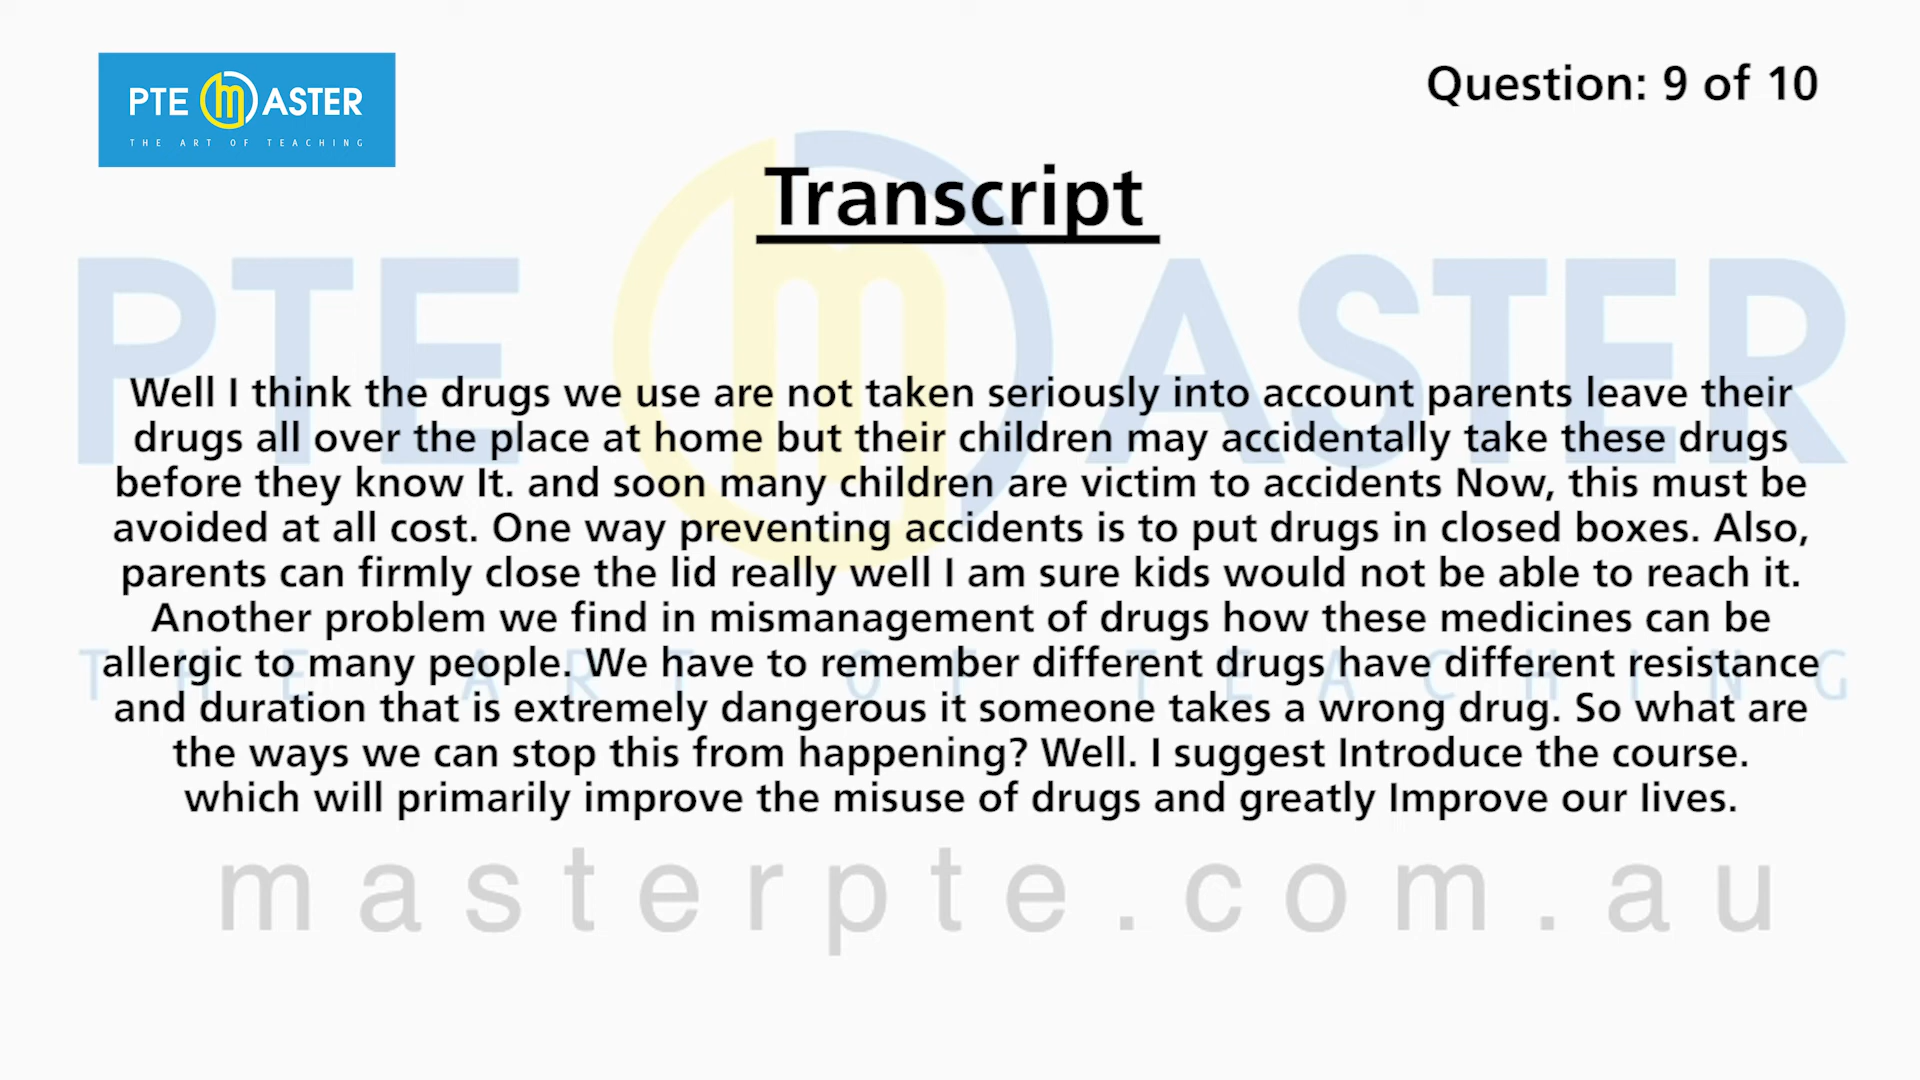 PTE MASTER
THE ART OF TEACHING
Question: 9 of 10
Transcript
Well I think the drugs we use are not taken seriously into account parents leave their
drugs all over the place at home but their children may accidentally take these drugs
before they know It. and soon many children are victim to accidents Now, this must be
avoided at all cost. One way preventing accidents is to put drugs in closed boxes. Also,
parents can firmly close the lid really well I am sure kids would not be able to reach it.
Another problem we find in mismanagement of drugs how these medicines can be
allergic to many people. We have to remember different drugs have different resistance
and duration that is extremely dangerous it someone takes a wrong drug. So what are
the ways we can stop this from happening? Well. I suggest Introduce the course.
which will primarily improve the misuse of drugs and greatly Improve our lives.
PTE MASTER
THE ART OF TEACHING
masterpte.com.au